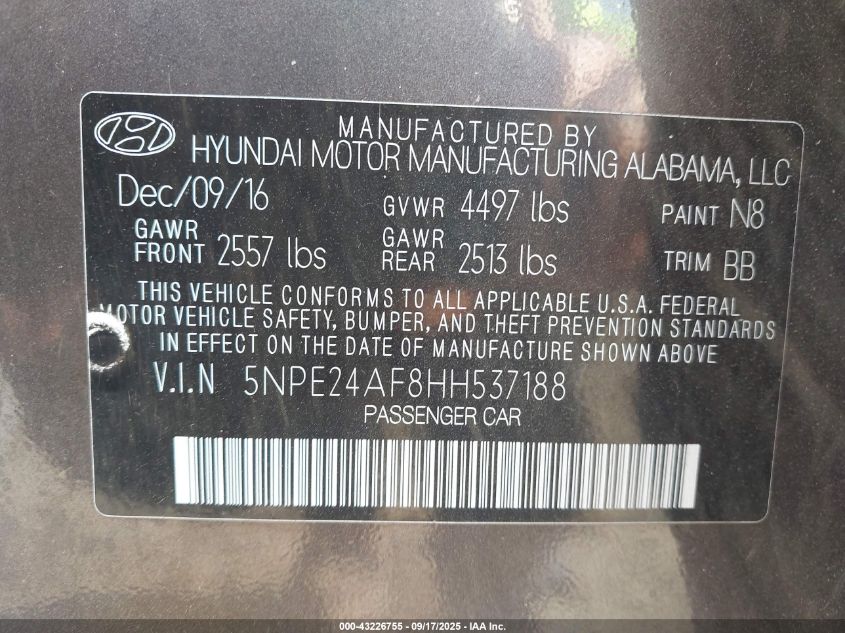 MANUFACTURED BY
HYUNDAI MOTOR MANUFACTURING ALABAMA, LLC
Dec/09/16 GVWR 4497 lbs PAINT N8
GAWR FRONT 2557 lbs GAWR REAR 2513 lbs TRIM BB
THIS VEHICLE CONFORMS TO ALL APPLICABLE U.S.A. FEDERAL
MOTOR VEHICLE SAFETY, BUMPER, AND THEFT PREVENTION STANDARDS
IN EFFECT ON THE DATE OF MANUFACTURE SHOWN ABOVE
V.I.N 5NPE24AF8HH537188
PASSENGER CAR
000-43226755 - 09/17/2025 - IAA Inc.